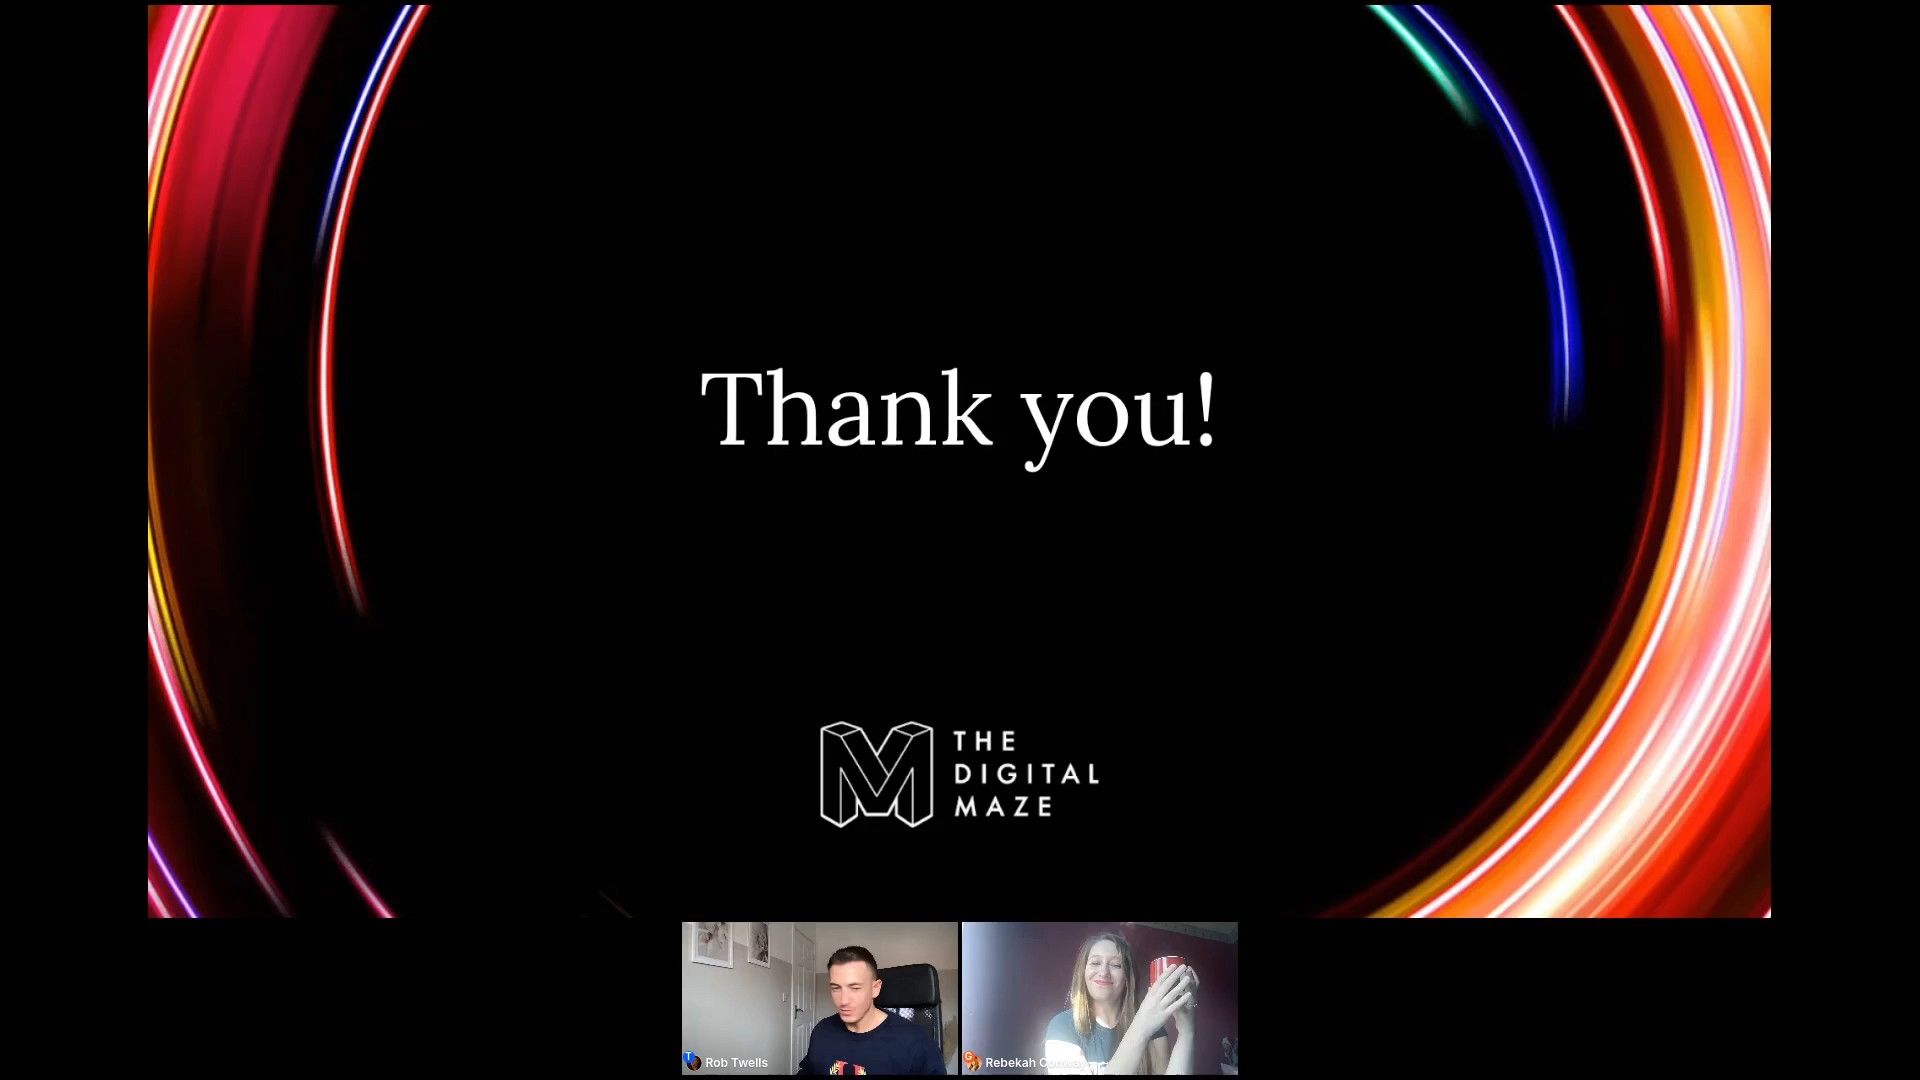 Thank you!
THE
DIGITAL
MAZE
Rob Twells
Rebekah